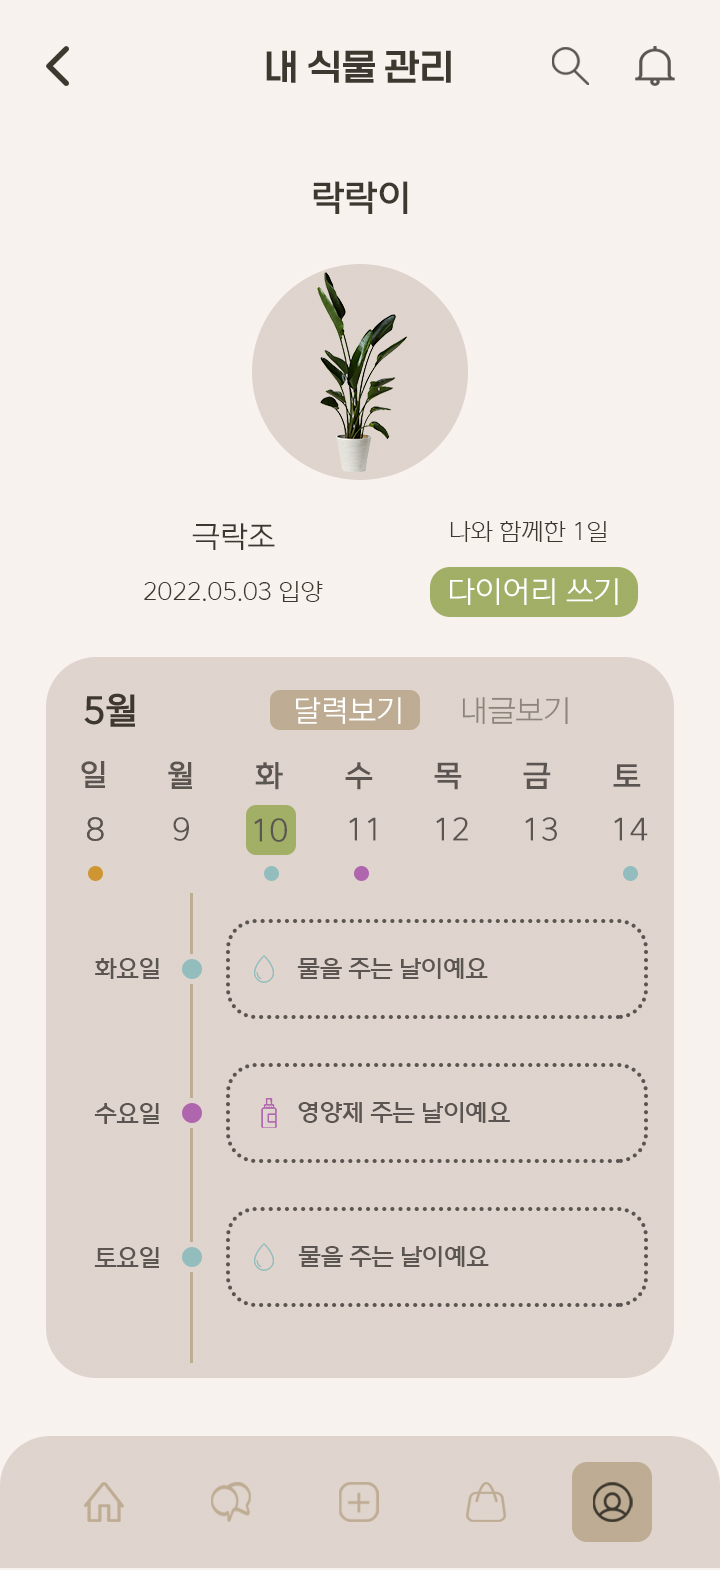 내 식물 관리
락락이
극락조
나와 함께한 1일
2022.05.03 입양
다이어리 쓰기
5월 달력보기 내글보기
일 월 화 수 목 금 토
8 9 10 11 12 13 14
화요일 물을 주는 날이예요
수요일 영양제 주는 날이예요
토요일 물을 주는 날이예요